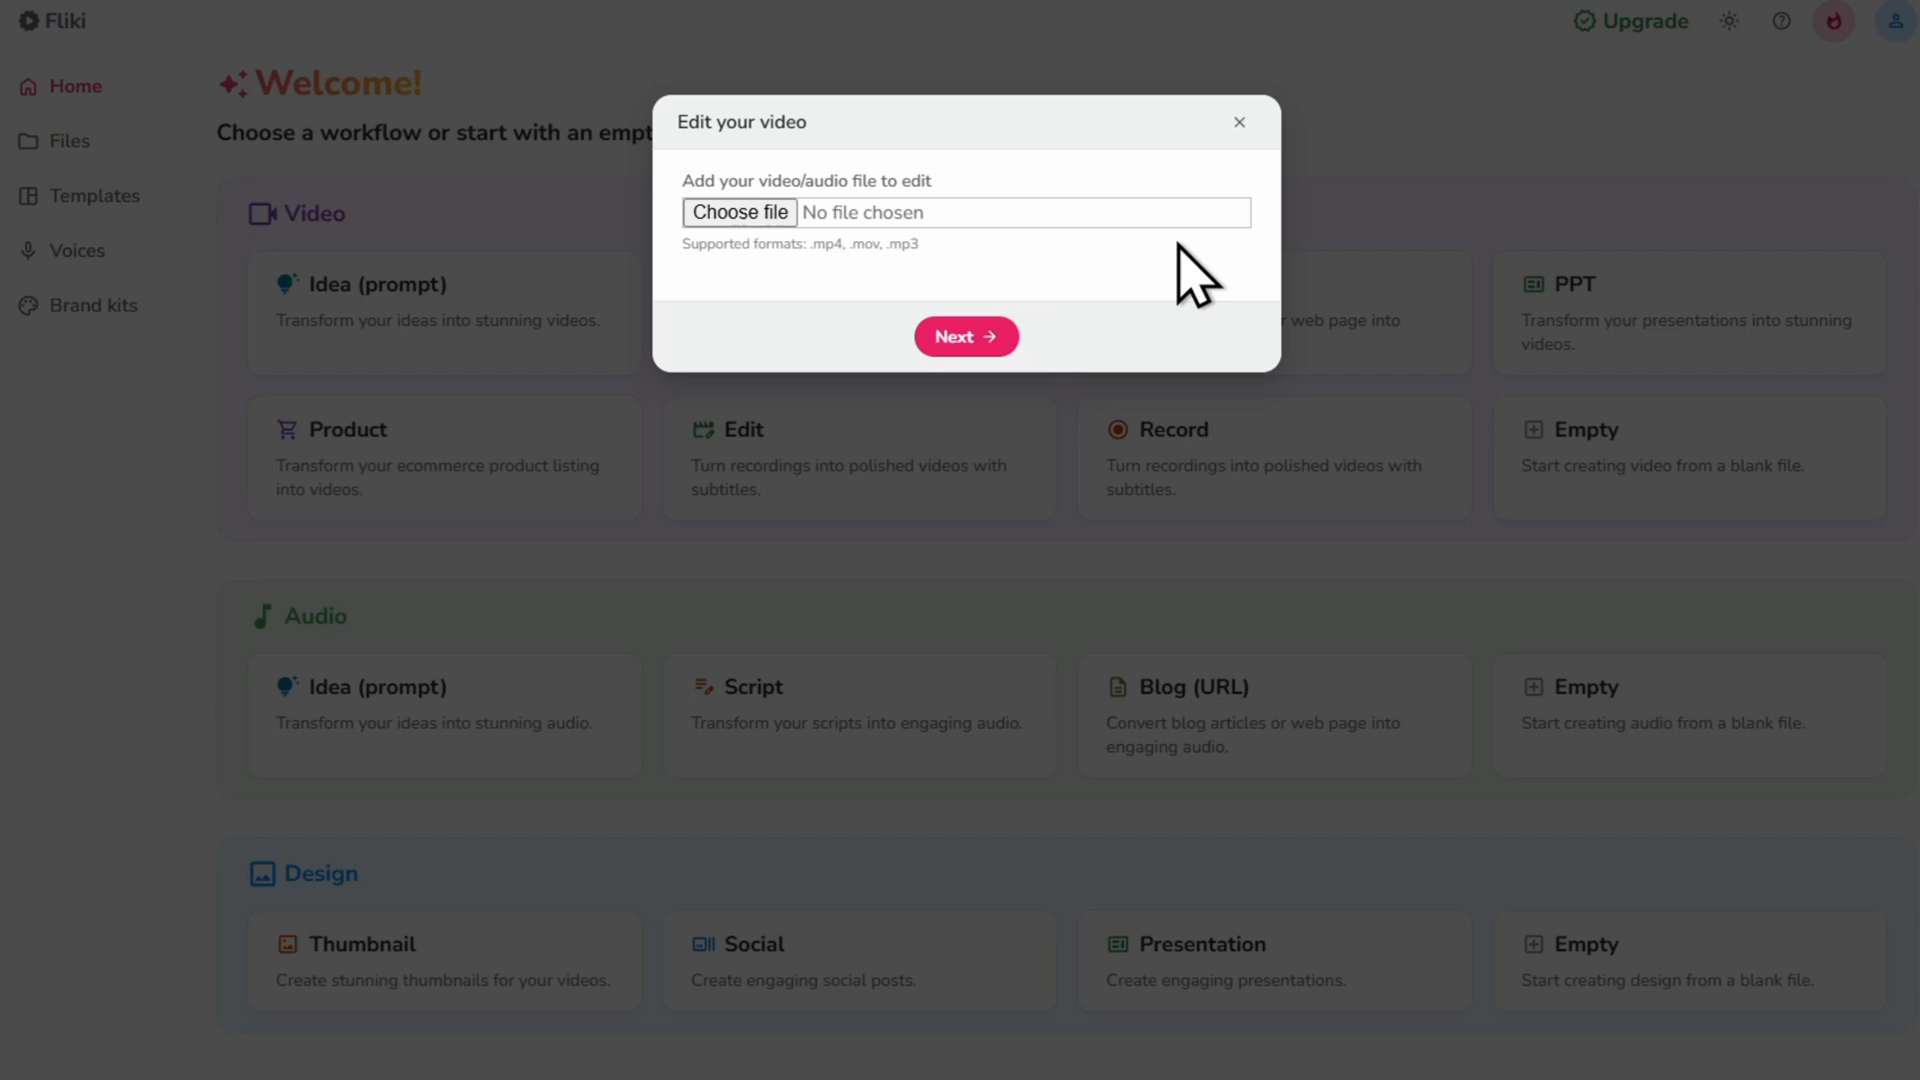 Fliki
Upgrade
Home
Files
Templates
Voices
Brand kits
Welcome!
Choose a workflow or start with an empt
Edit your video
Add your video/audio file to edit
Choose file No file chosen
Supported formats: .mp4, .mov, .mp3
Next
Video
Idea (prompt)
Transform your ideas into stunning videos.
r web page into
PPT
Transform your presentations into stunning
videos.
Product
Transform your ecommerce product listing
into videos.
Edit
Turn recordings into polished videos with
subtitles.
Record
Turn recordings into polished videos with
subtitles.
Empty
Start creating video from a blank file.
Audio
Idea (prompt)
Transform your ideas into stunning audio.
Script
Transform your scripts into engaging audio.
Blog (URL)
Convert blog articles or web page into
engaging audio.
Empty
Start creating audio from a blank file.
Design
Thumbnail
Create stunning thumbnails for your videos.
Social
Create engaging social posts.
Presentation
Create engaging presentations.
Empty
Start creating design from a blank file.